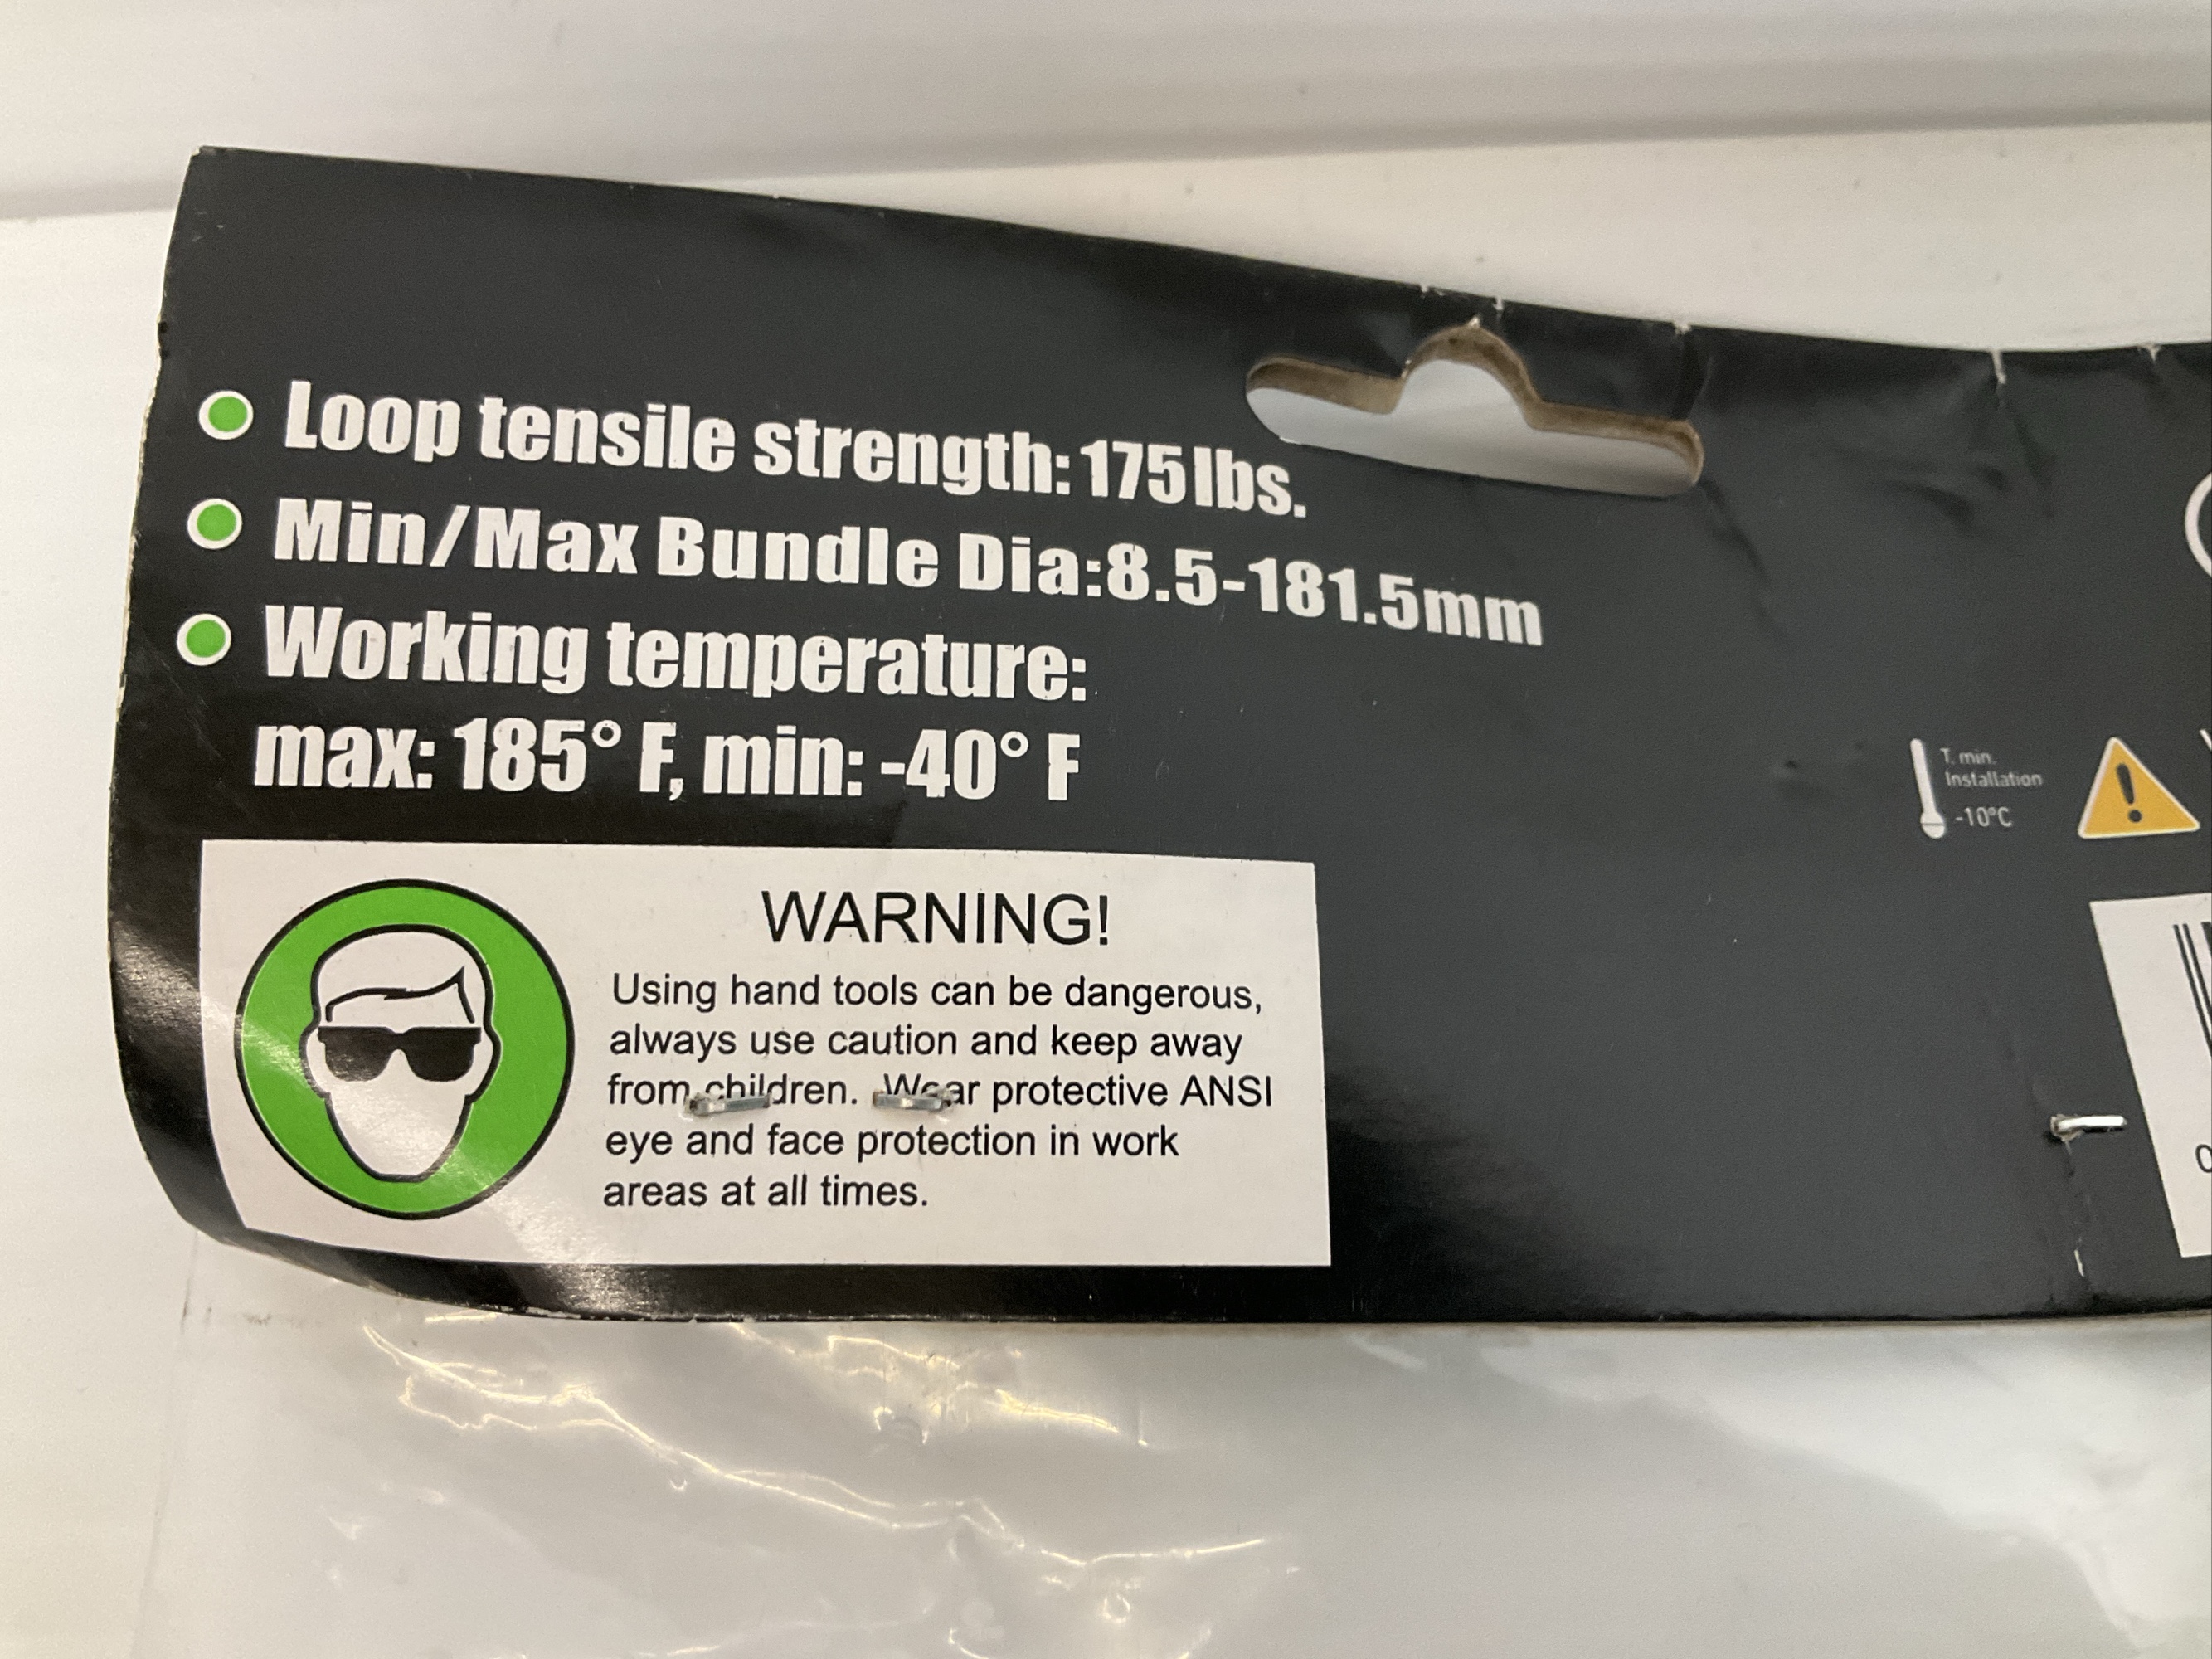 Loop tensile strength: 175 lbs.
Min/Max Bundle Dia:8.5-181.5mm
Working temperature:
max: 185° F, min: -40° F
T. min.
Installation
-10°C
WARNING!
Using hand tools can be dangerous,
always use caution and keep away
from children. Wear protective ANSI
eye and face protection in work
areas at all times.